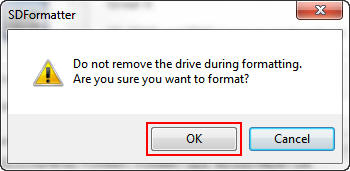 SDFormatter
Do not remove the drive during formatting.
Are you sure you want to format?
OK
Cancel